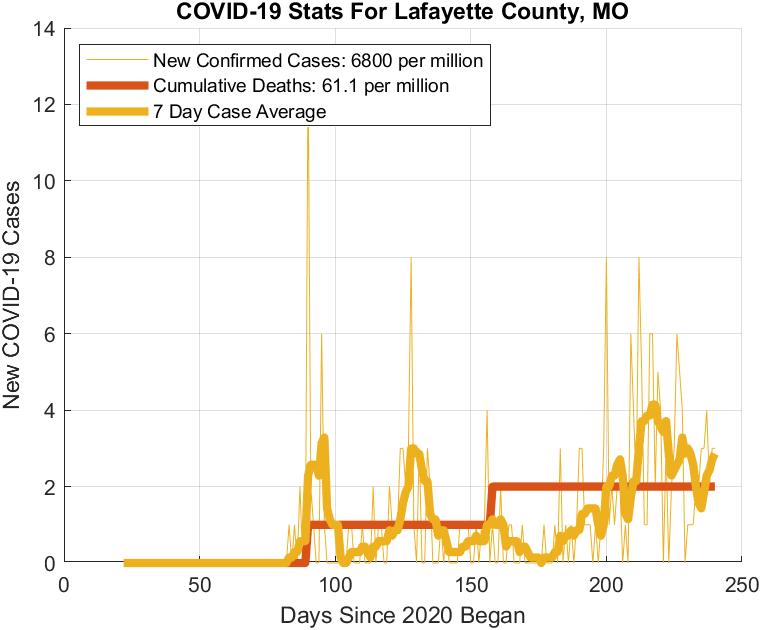 COVID-19 Stats For Lafayette County, MO
14
New Confirmed Cases: 6800 per million
Cumulative Deaths: 61.1 per million
7 Day Case Average
12
10
8
6
4
2
0
New COVID-19 Cases
0 50 100 150 200 250
Days Since 2020 Began